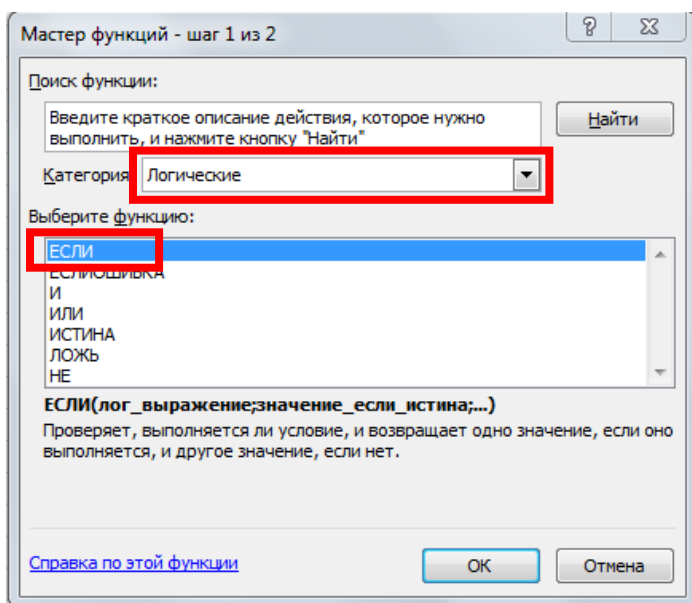 Мастер функций - шаг 1 из 2
Поиск функции:
Введите краткое описание действия, которое нужно
выполнить, и нажмите кнопку "Найти"
Найти
Категория
Логические
Выберите функцию:
ЕСЛИ
ЕСЛИОШИБКА
И
ИЛИ
ИСТИНА
ЛОЖЬ
НЕ
ЕСЛИ(лог_выражение;значение_если_истина;...)
Проверяет, выполняется ли условие, и возвращает одно значение, если оно
выполняется, и другое значение, если нет.
Справка по этой функции
ОК
Отмена